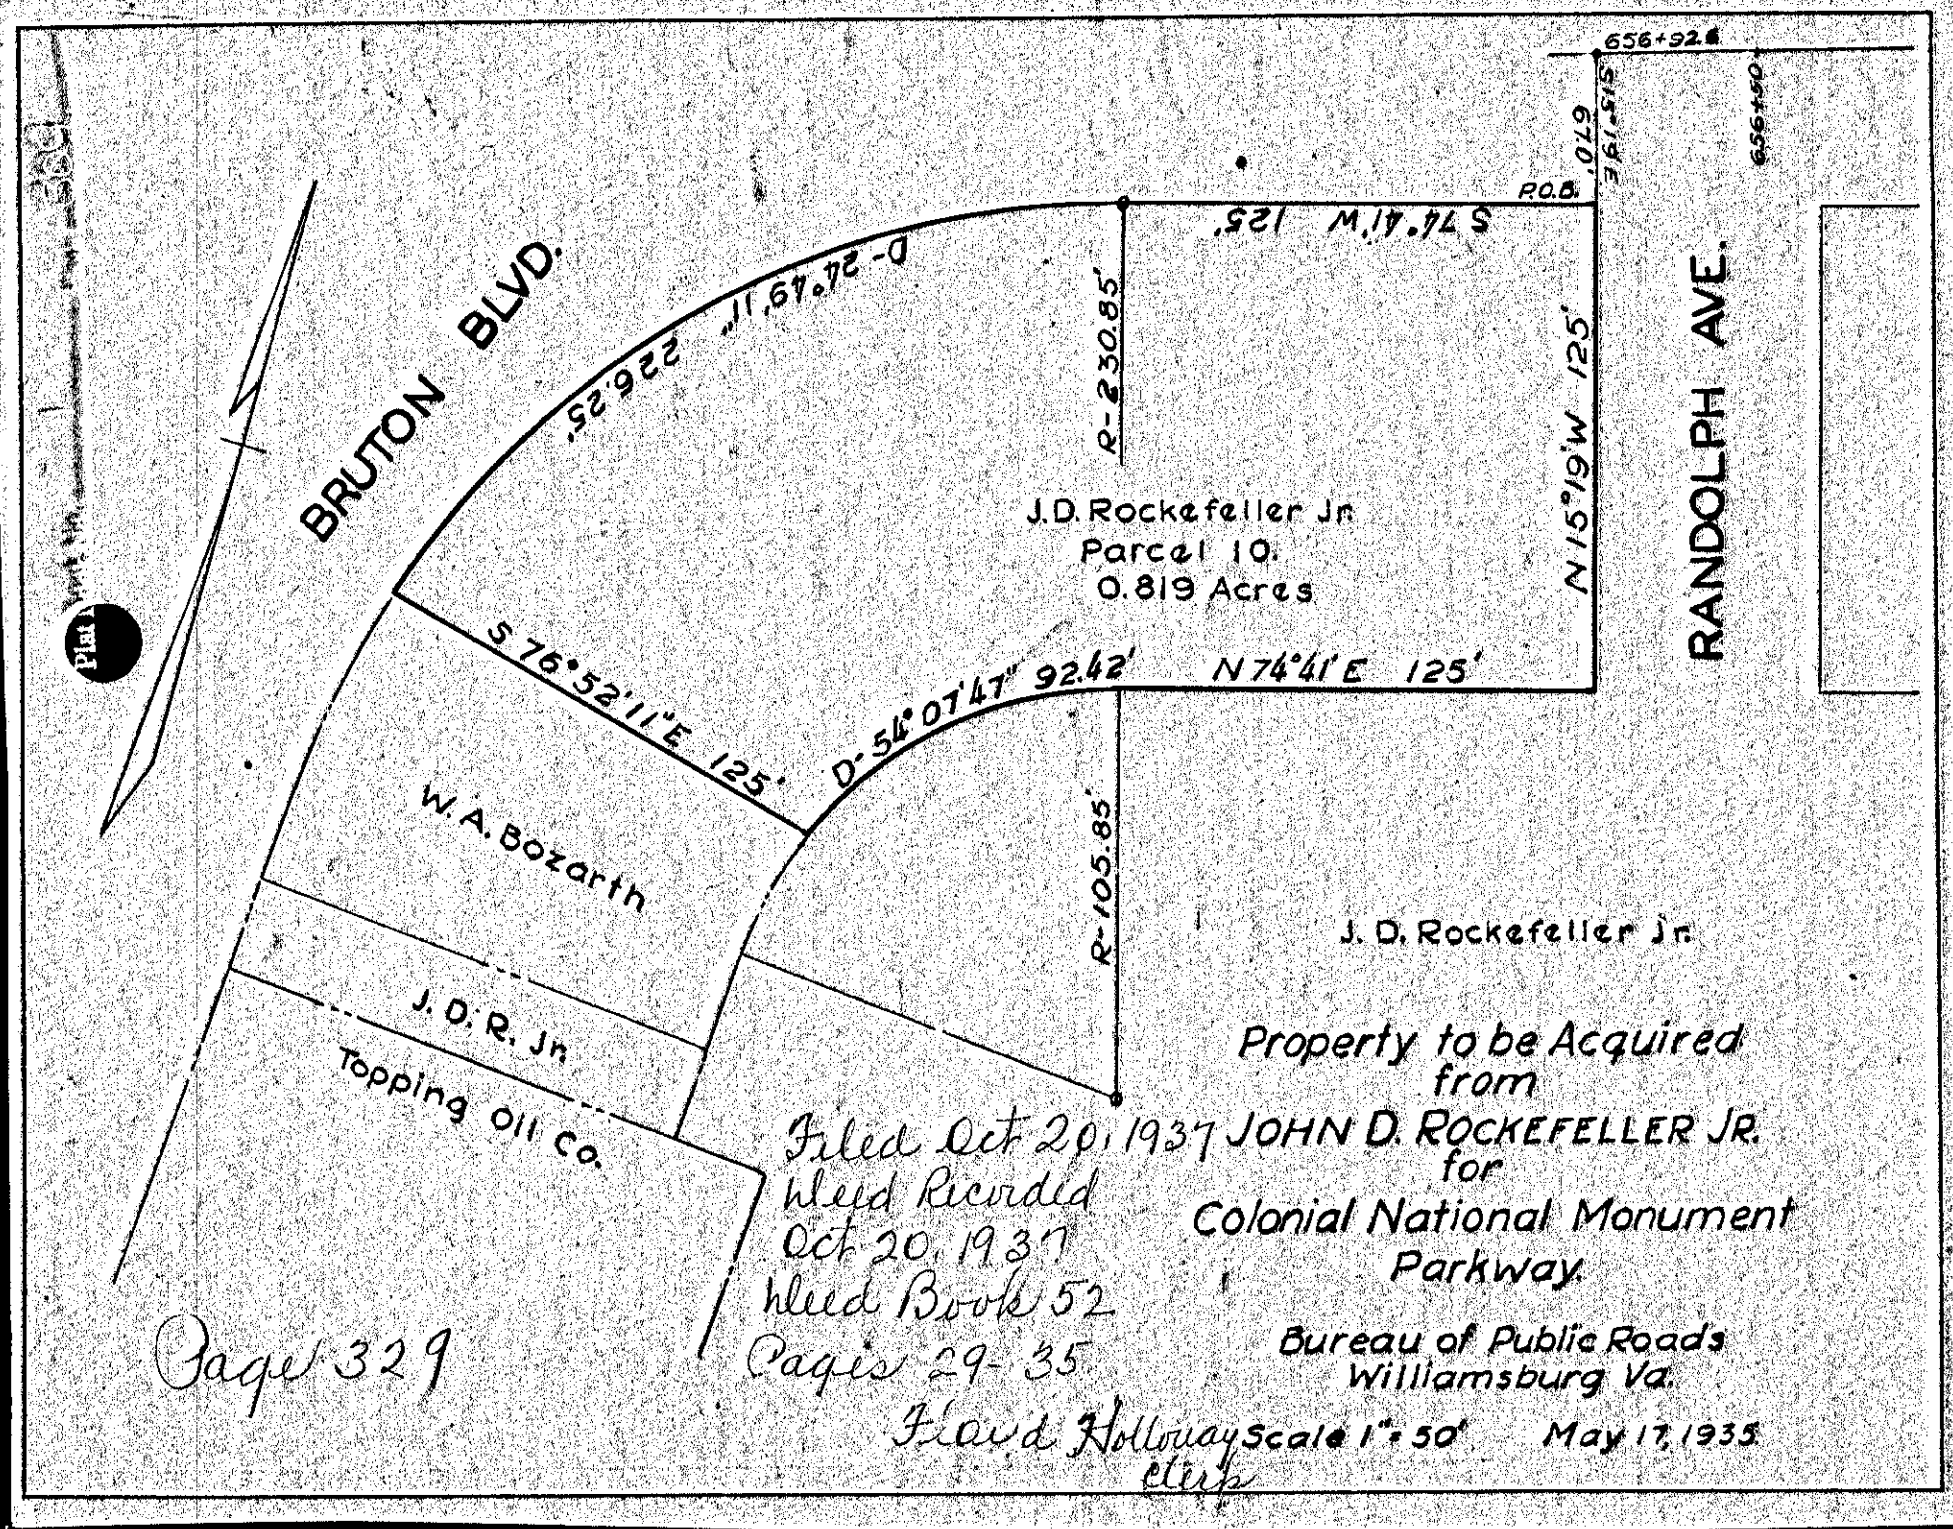 656+92.6
S15°19'E
670'
656+50
P.O.B.
S 74°41'W 125'
D-24°49'11"
226.25'
R-230.85'
N 15°19'W 125'
BRUTON BLVD.
RANDOLPH AVE.
J.D. Rockefeller Jr.
Parcel 10.
0.819 Acres
Plat
S 76°52'11"E 125'
D-54°07'47" 92.42'
N 74°41'E 125'
R-105.85'
W. A. Bozarth
J. D. R. Jr.
Topping Oil Co.
J. D. Rockefeller Jr.
Property to be Acquired
from
JOHN D. ROCKEFELLER JR.
for
Colonial National Monument
Parkway.
Bureau of Public Roads
Williamsburg Va.
Scale 1"=50' May 17, 1935
Filed Oct 20, 1937
Deed Recorded
Oct 20, 1937
Deed Book 52
Pages 29-35
Holloway
Clerk
Page 329